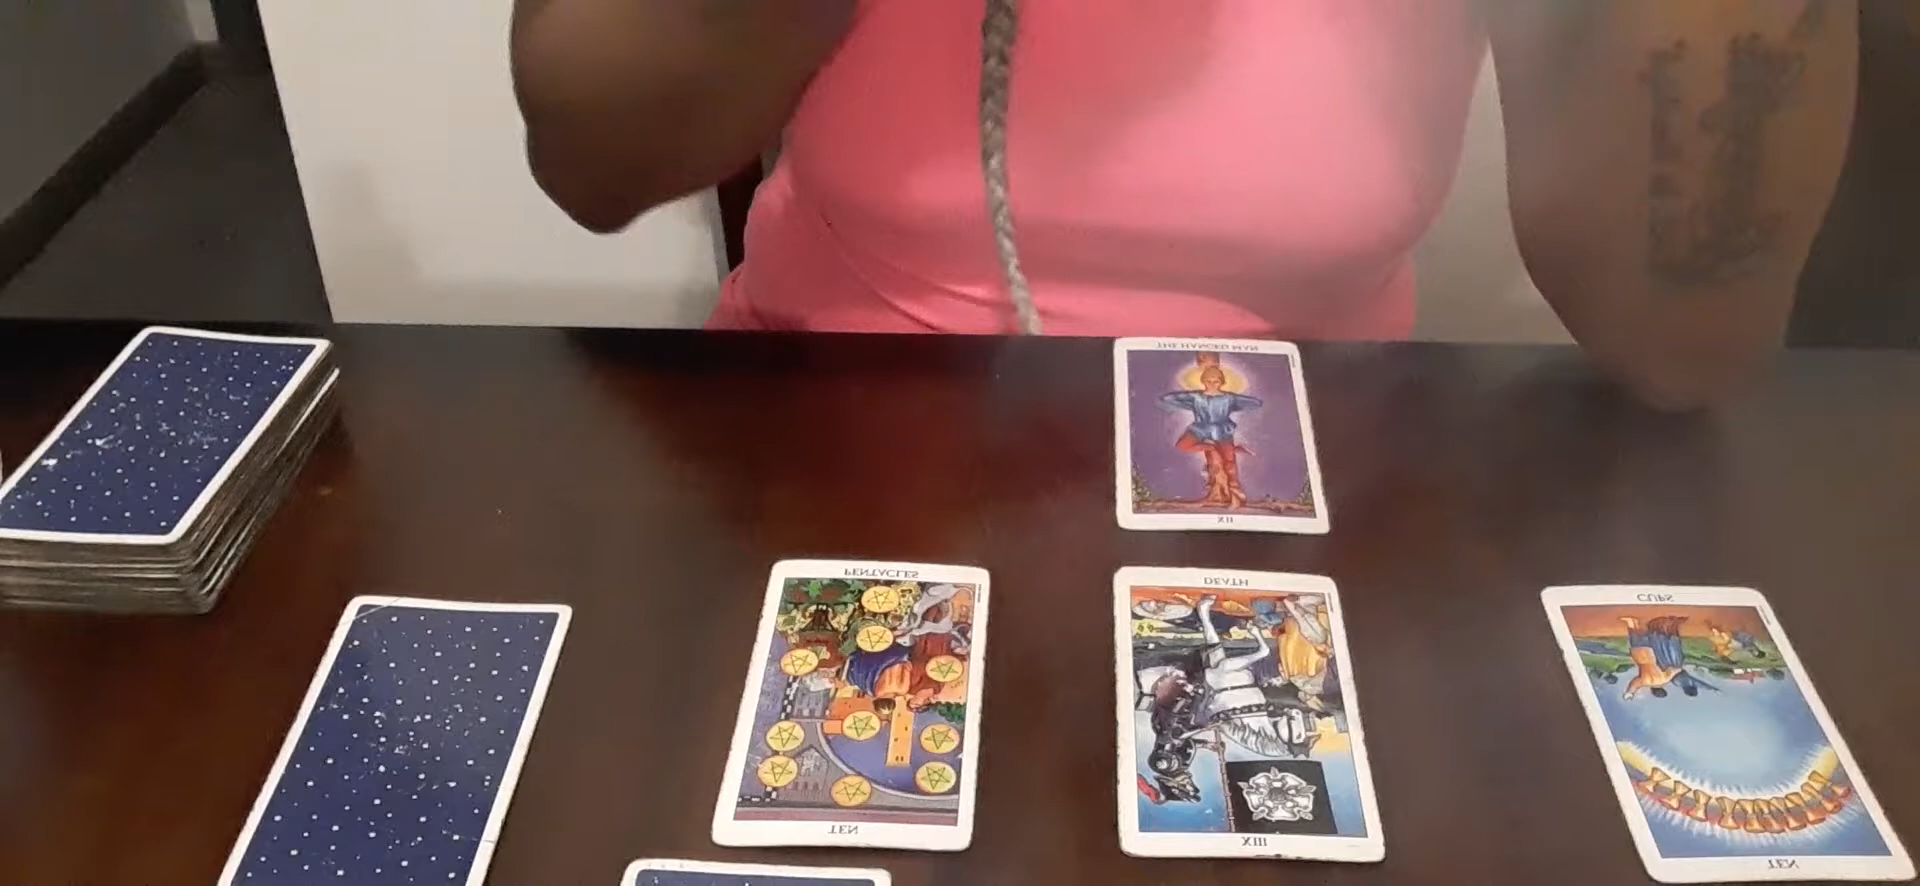 THE HANGED MAN
XII
PENTACLES
TEN
DEATH
XIII
CUPS
TEN